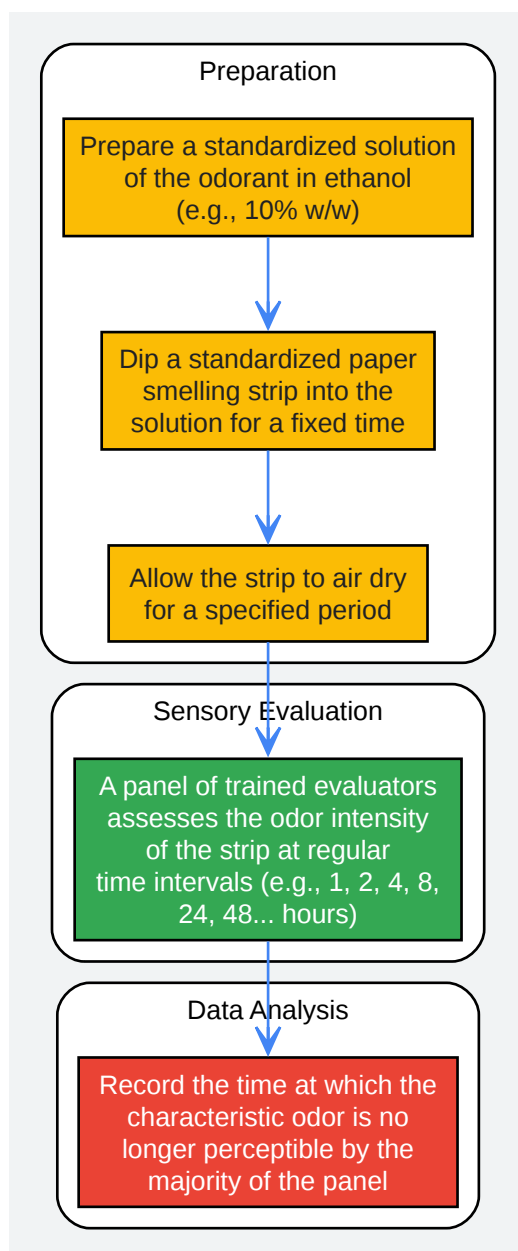 Preparation
Prepare a standardized solution
of the odorant in ethanol
(e.g., 10% w/w)
Dip a standardized paper
smelling strip into the
solution for a fixed time
Allow the strip to air dry
for a specified period
Sensory Evaluation
A panel of trained evaluators
assesses the odor intensity
of the strip at regular
time intervals (e.g., 1, 2, 4, 8,
24, 48... hours)
Data Analysis
Record the time at which the
characteristic odor is no
longer perceptible by the
majority of the panel